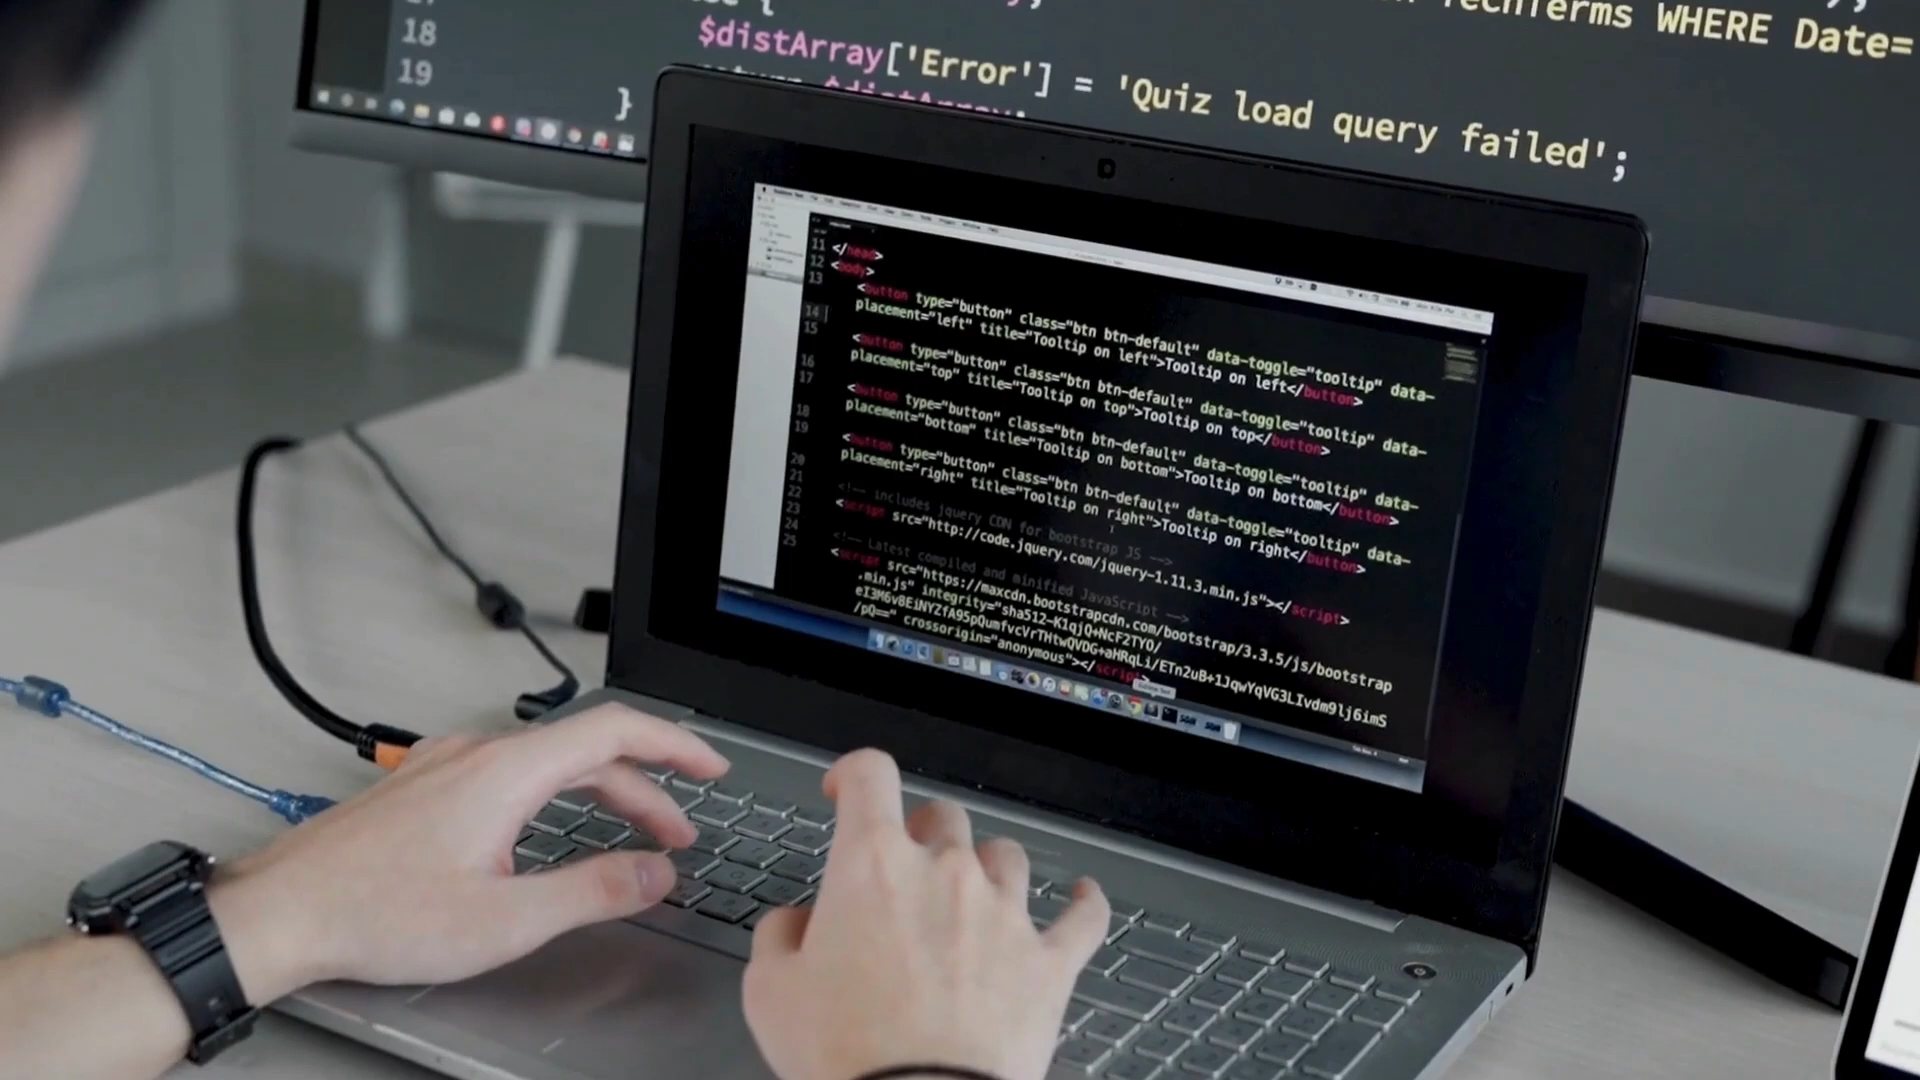 TechTerms WHERE Date=
18
$distArray['Error'] = 'Quiz load query failed';
19
}
11 </head>
12 <body>
13
<button type="button" class="btn btn-default" data-toggle="tooltip" data-
14 placement="left" title="Tooltip on left">Tooltip on left</button>
15
<button type="button" class="btn btn-default" data-toggle="tooltip" data-
16 placement="top" title="Tooltip on top">Tooltip on top</button>
17
<button type="button" class="btn btn-default" data-toggle="tooltip" data-
18 placement="bottom" title="Tooltip on bottom">Tooltip on bottom</button>
19
<button type="button" class="btn btn-default" data-toggle="tooltip" data-
20 placement="right" title="Tooltip on right">Tooltip on right</button>
21
22 <!-- includes jquery CDN for bootstrap JS -->
23 <script src="http://code.jquery.com/jquery-1.11.3.min.js"></script>
24 <!-- Latest compiled and minified JavaScript -->
25 <script src="https://maxcdn.bootstrapcdn.com/bootstrap/3.3.5/js/bootstrap
.min.js" integrity="sha512-K1qjQ+NcF2TYO/
eI3M6v8EiNYZfA95pQumfvcVrTHtwQVDG+aHRqLi/ETn2uB+1JqwYqVG3LIvdm9lj6imS
/pQ==" crossorigin="anonymous"></script>